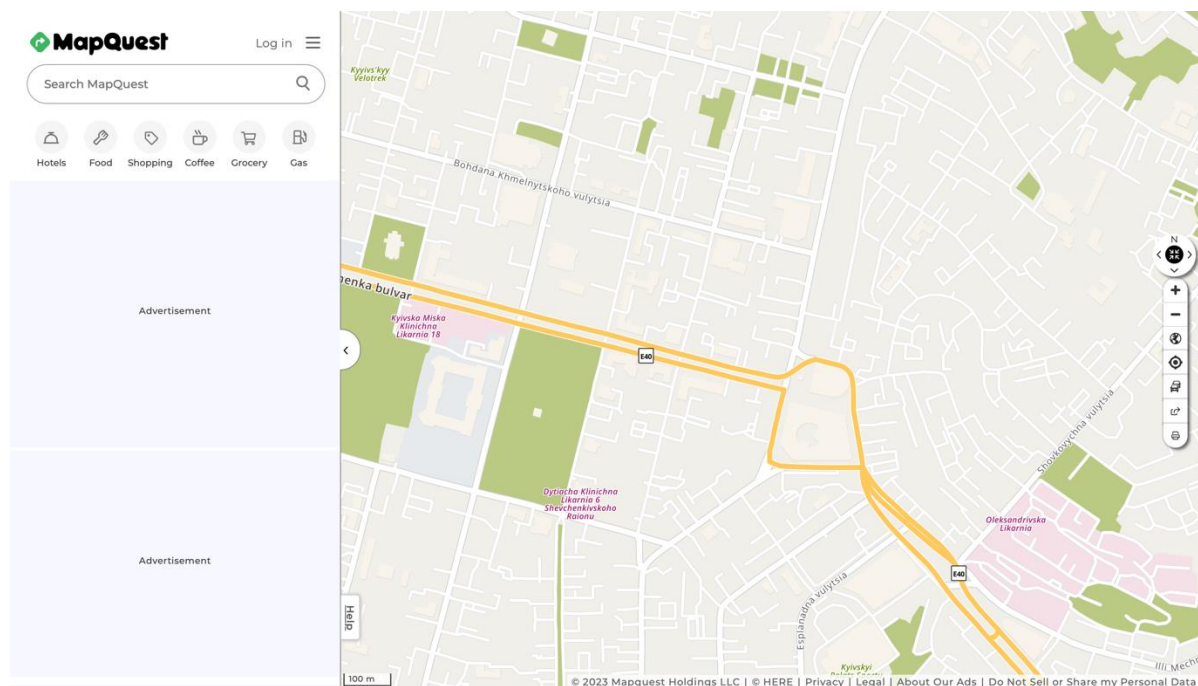 MapQuest
Log in
Search MapQuest
Hotels
Food
Shopping
Coffee
Grocery
Gas
Advertisement
Advertisement
Kyyivs'kyy
Velotrek
Bohdana Khmelnytskoho vulytsia
henka bulvar
Kyivska Miska
Klinichna
Likarnia 18
E40
N
Shovkovychna vulytsia
Dytiacha Klinichna
Likarnia 6
Shevchenkivskoho
Raionu
Oleksandrivska
Likarnia
E40
Esplanadna vulytsia
Help
Kyivskyi
Illi Mech
100 m
© 2023 Mapquest Holdings LLC | © HERE | Privacy | Legal | About Our Ads | Do Not Sell or Share my Personal Data